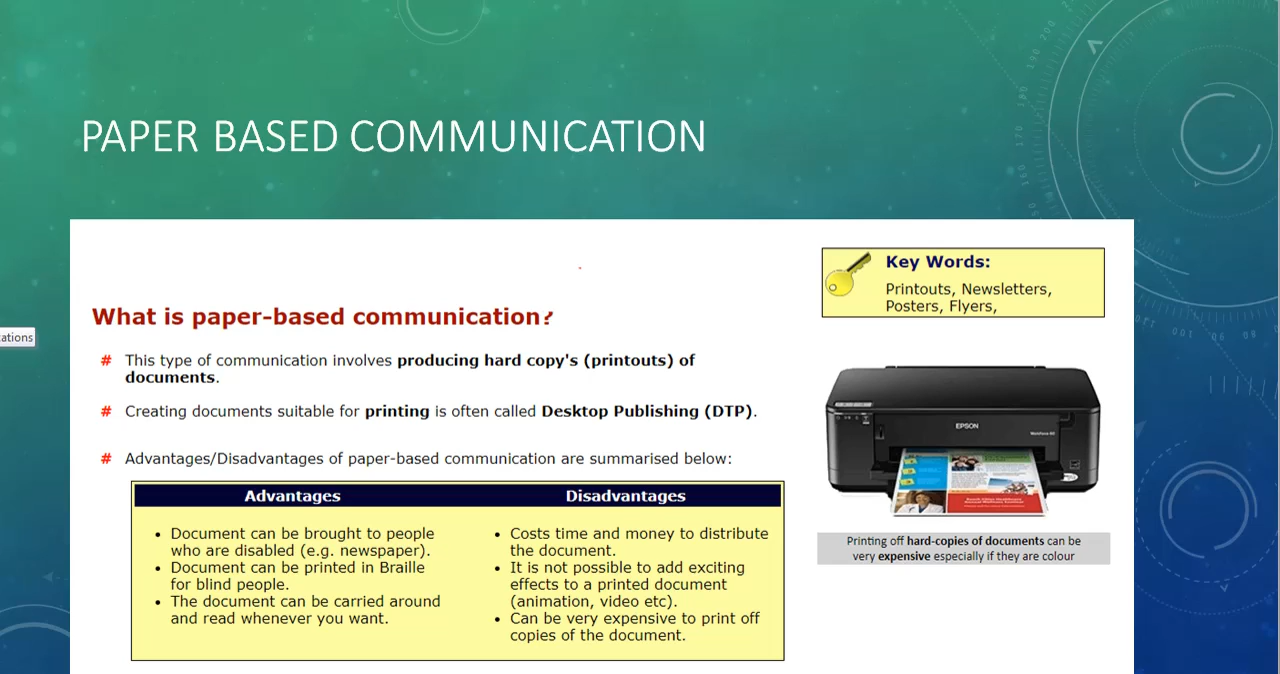 PAPER BASED COMMUNICATION
Key Words:
Printouts, Newsletters,
Posters, Flyers,
What is paper-based communication?
cations
# This type of communication involves producing hard copy's (printouts) of
documents.
# Creating documents suitable for printing is often called Desktop Publishing (DTP).
# Advantages/Disadvantages of paper-based communication are summarised below:
Advantages
• Document can be brought to people
who are disabled (e.g. newspaper).
• Document can be printed in Braille
for blind people.
• The document can be carried around
and read whenever you want.
Disadvantages
• Costs time and money to distribute
the document.
• It is not possible to add exciting
effects to a printed document
(animation, video etc).
• Can be very expensive to print off
copies of the document.
EPSON
Printing off hard-copies of documents can be
very expensive especially if they are colour